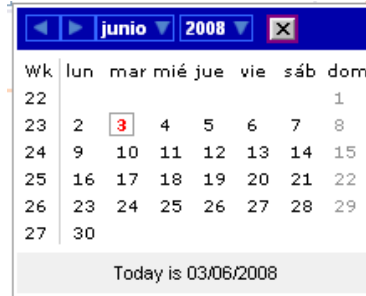 junio 2008 X
Wk lun mar mié jue vie sáb dom
22 1
23 2 3 4 5 6 7 8
24 9 10 11 12 13 14 15
25 16 17 18 19 20 21 22
26 23 24 25 26 27 28 29
27 30
Today is 03/06/2008